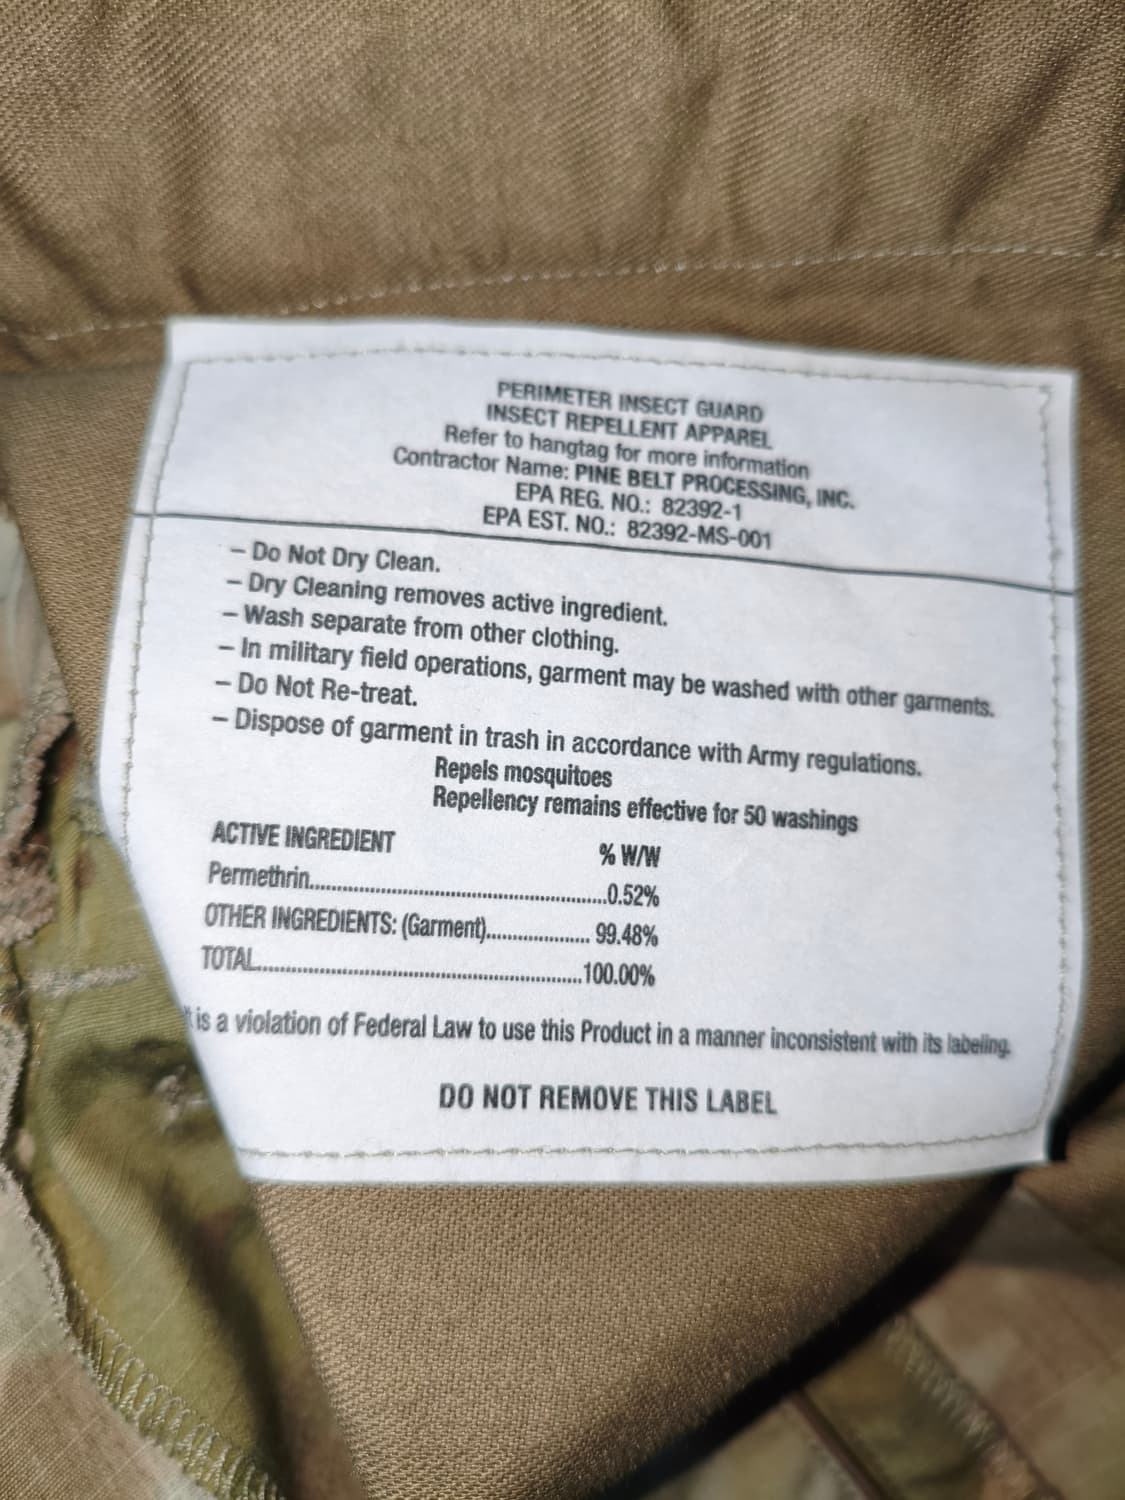 PERIMETER INSECT GUARD
INSECT REPELLENT APPAREL
Refer to hangtag for more information
Contractor Name: PINE BELT PROCESSING, INC.
EPA REG. NO.: 82392-1
EPA EST. NO.: 82392-MS-001
– Do Not Dry Clean.
– Dry Cleaning removes active ingredient.
– Wash separate from other clothing.
– In military field operations, garment may be washed with other garments.
– Do Not Re-treat.
– Dispose of garment in trash in accordance with Army regulations.
Repels mosquitoes
Repellency remains effective for 50 washings
ACTIVE INGREDIENT % W/W
Permethrin..........0.52%
OTHER INGREDIENTS: (Garment).......... 99.48%
TOTAL..........100.00%
It is a violation of Federal Law to use this Product in a manner inconsistent with its labeling.
DO NOT REMOVE THIS LABEL